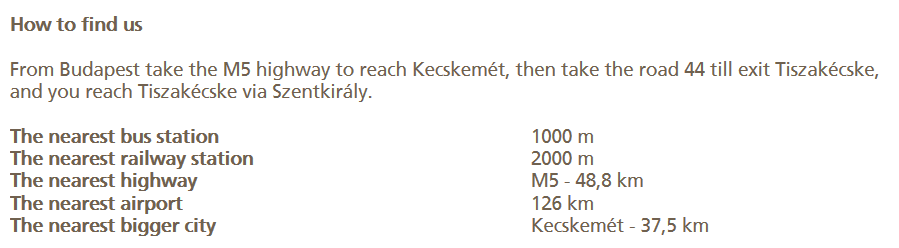 How to find us
From Budapest take the M5 highway to reach Kecskemét, then take the road 44 till exit Tiszakécske,
and you reach Tiszakécske via Szentkirály.
The nearest bus station 1000 m
The nearest railway station 2000 m
The nearest highway M5 - 48,8 km
The nearest airport 126 km
The nearest bigger city Kecskemét - 37,5 km